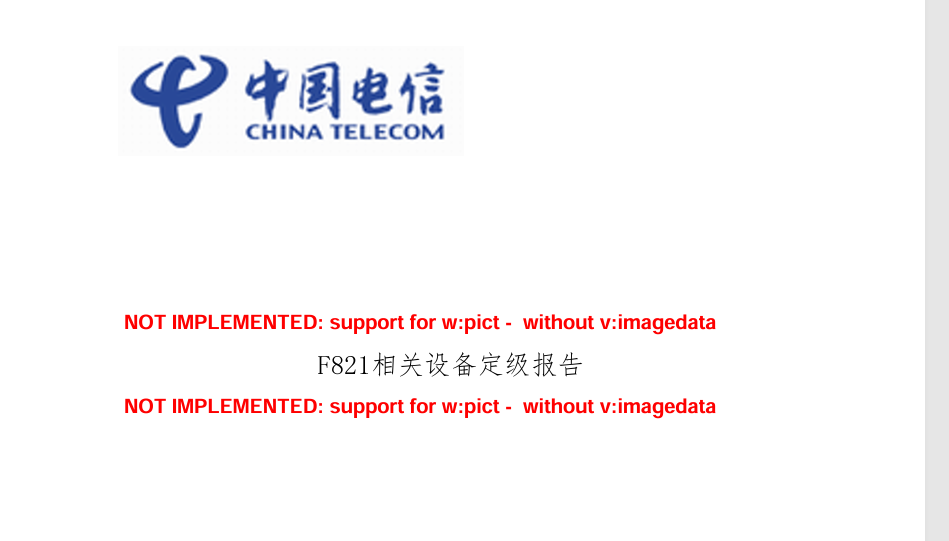 中国电信
CHINA TELECOM
NOT IMPLEMENTED: support for w:pict -  without v:imagedata
F821相关设备定级报告
NOT IMPLEMENTED: support for w:pict -  without v:imagedata